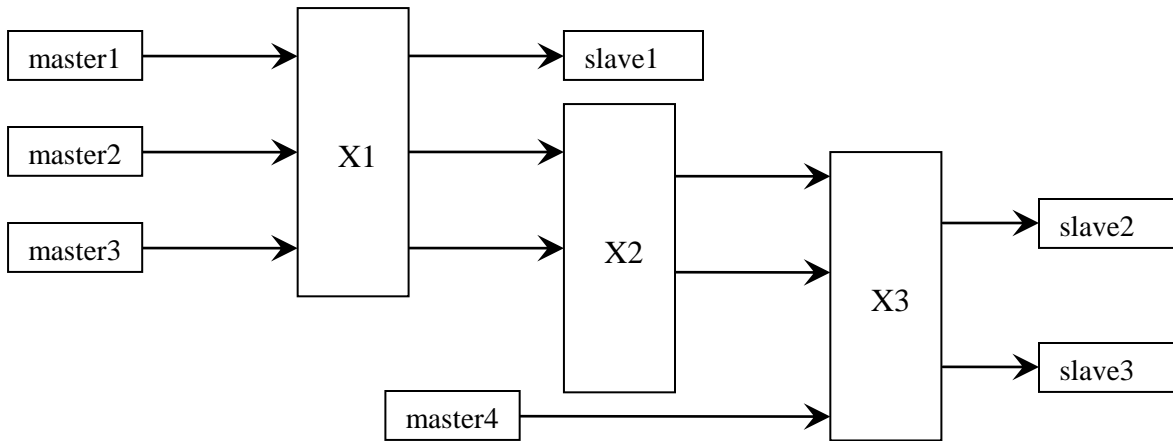 master1
slave1
master2
X1
master3
X2
slave2
X3
slave3
master4